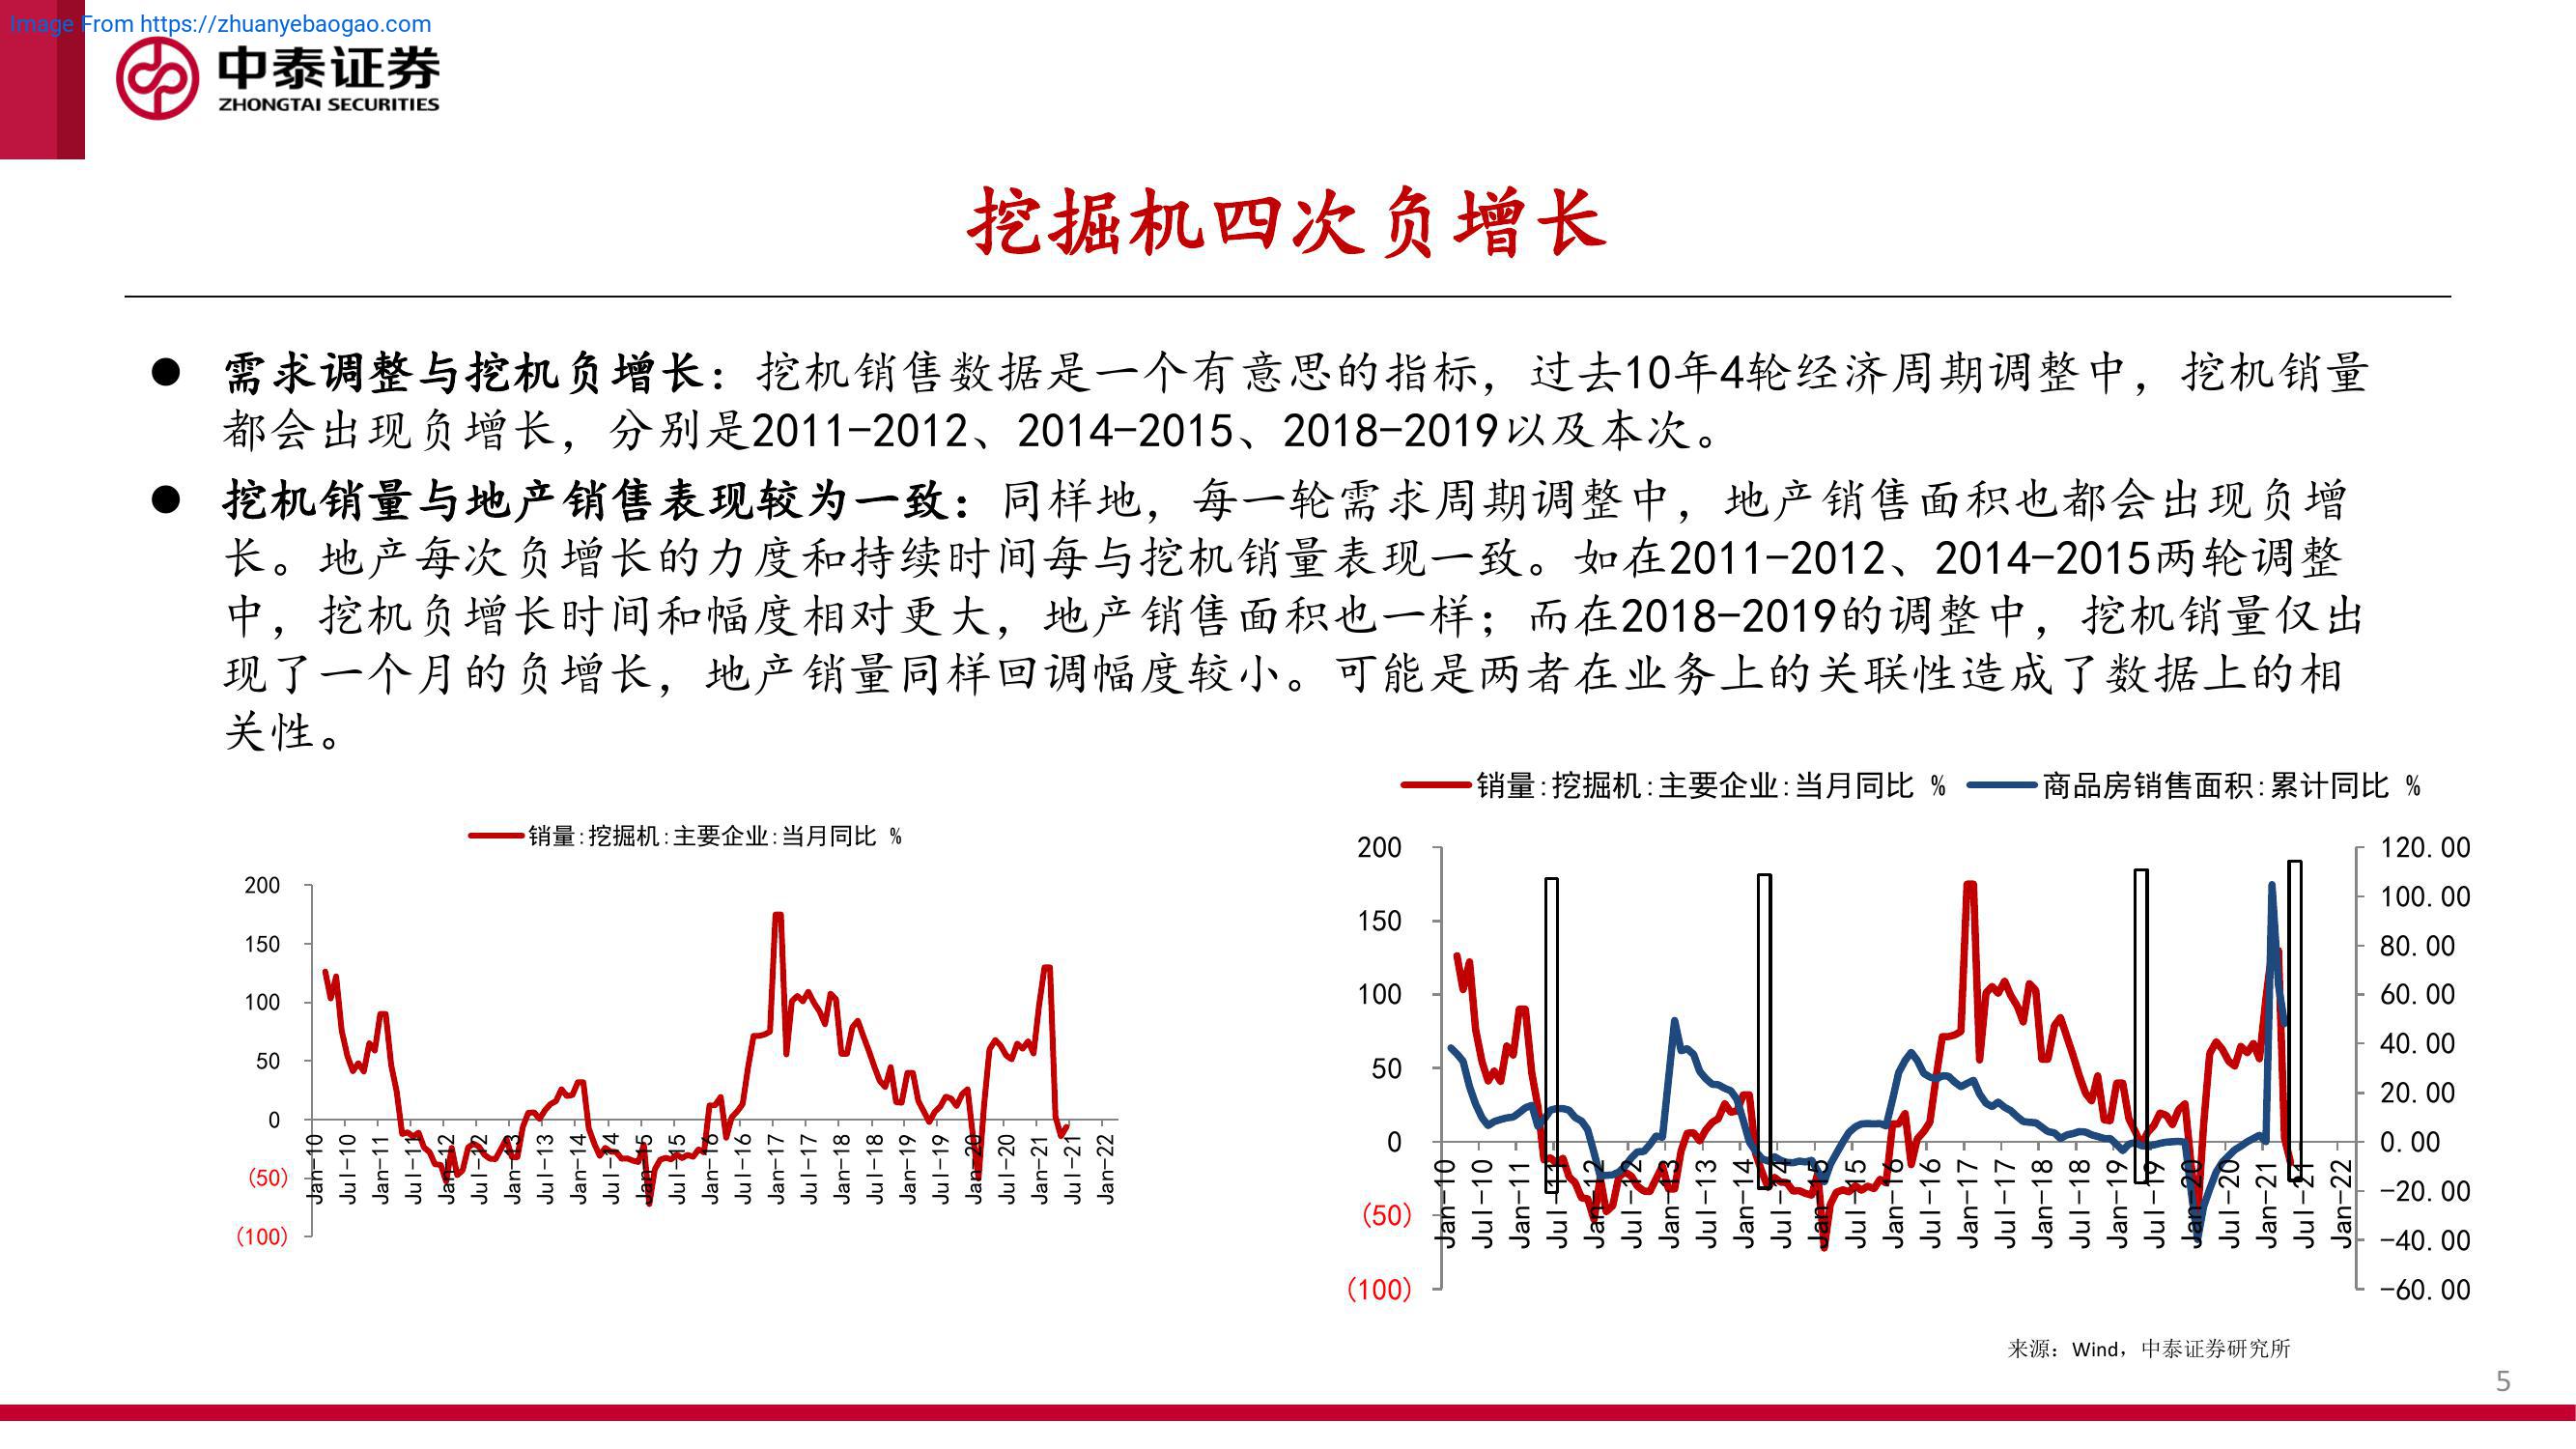 Image From https://zhuanyebaogao.com
中泰证券
ZHONGTAI SECURITIES
挖掘机四次负增长
● 需求调整与挖机负增长：挖机销售数据是一个有意思的指标，过去10年4轮经济周期调整中，挖机销量
都会出现负增长，分别是2011-2012、2014-2015、2018-2019以及本次。
● 挖机销量与地产销售表现较为一致：同样地，每一轮需求周期调整中，地产销售面积也都会出现负增
长。地产每次负增长的力度和持续时间每与挖机销量表现一致。如在2011-2012、2014-2015两轮调整
中，挖机负增长时间和幅度相对更大，地产销售面积也一样；而在2018-2019的调整中，挖机销量仅出
现了一个月的负增长，地产销量同样回调幅度较小。可能是两者在业务上的关联性造成了数据上的相
关性。
销量:挖掘机:主要企业:当月同比 %
200
150
100
50
0
(50)
(100)
Jan-10 Jul-10 Jan-11 Jul-11 Jan-12 Jul-12 Jan-13 Jul-13 Jan-14 Jul-14 Jan-15 Jul-15 Jan-16 Jul-16 Jan-17 Jul-17 Jan-18 Jul-18 Jan-19 Jul-19 Jan-20 Jul-20 Jan-21 Jul-21 Jan-22
销量:挖掘机:主要企业:当月同比 % 商品房销售面积:累计同比 %
200
150
100
50
0
(50)
(100)
120.00
100.00
80.00
60.00
40.00
20.00
0.00
-20.00
-40.00
-60.00
Jan-10 Jul-10 Jan-11 Jul-11 Jan-12 Jul-12 Jan-13 Jul-13 Jan-14 Jul-14 Jan-15 Jul-15 Jan-16 Jul-16 Jan-17 Jul-17 Jan-18 Jul-18 Jan-19 Jul-19 Jan-20 Jul-20 Jan-21 Jul-21 Jan-22
来源：Wind，中泰证券研究所
5